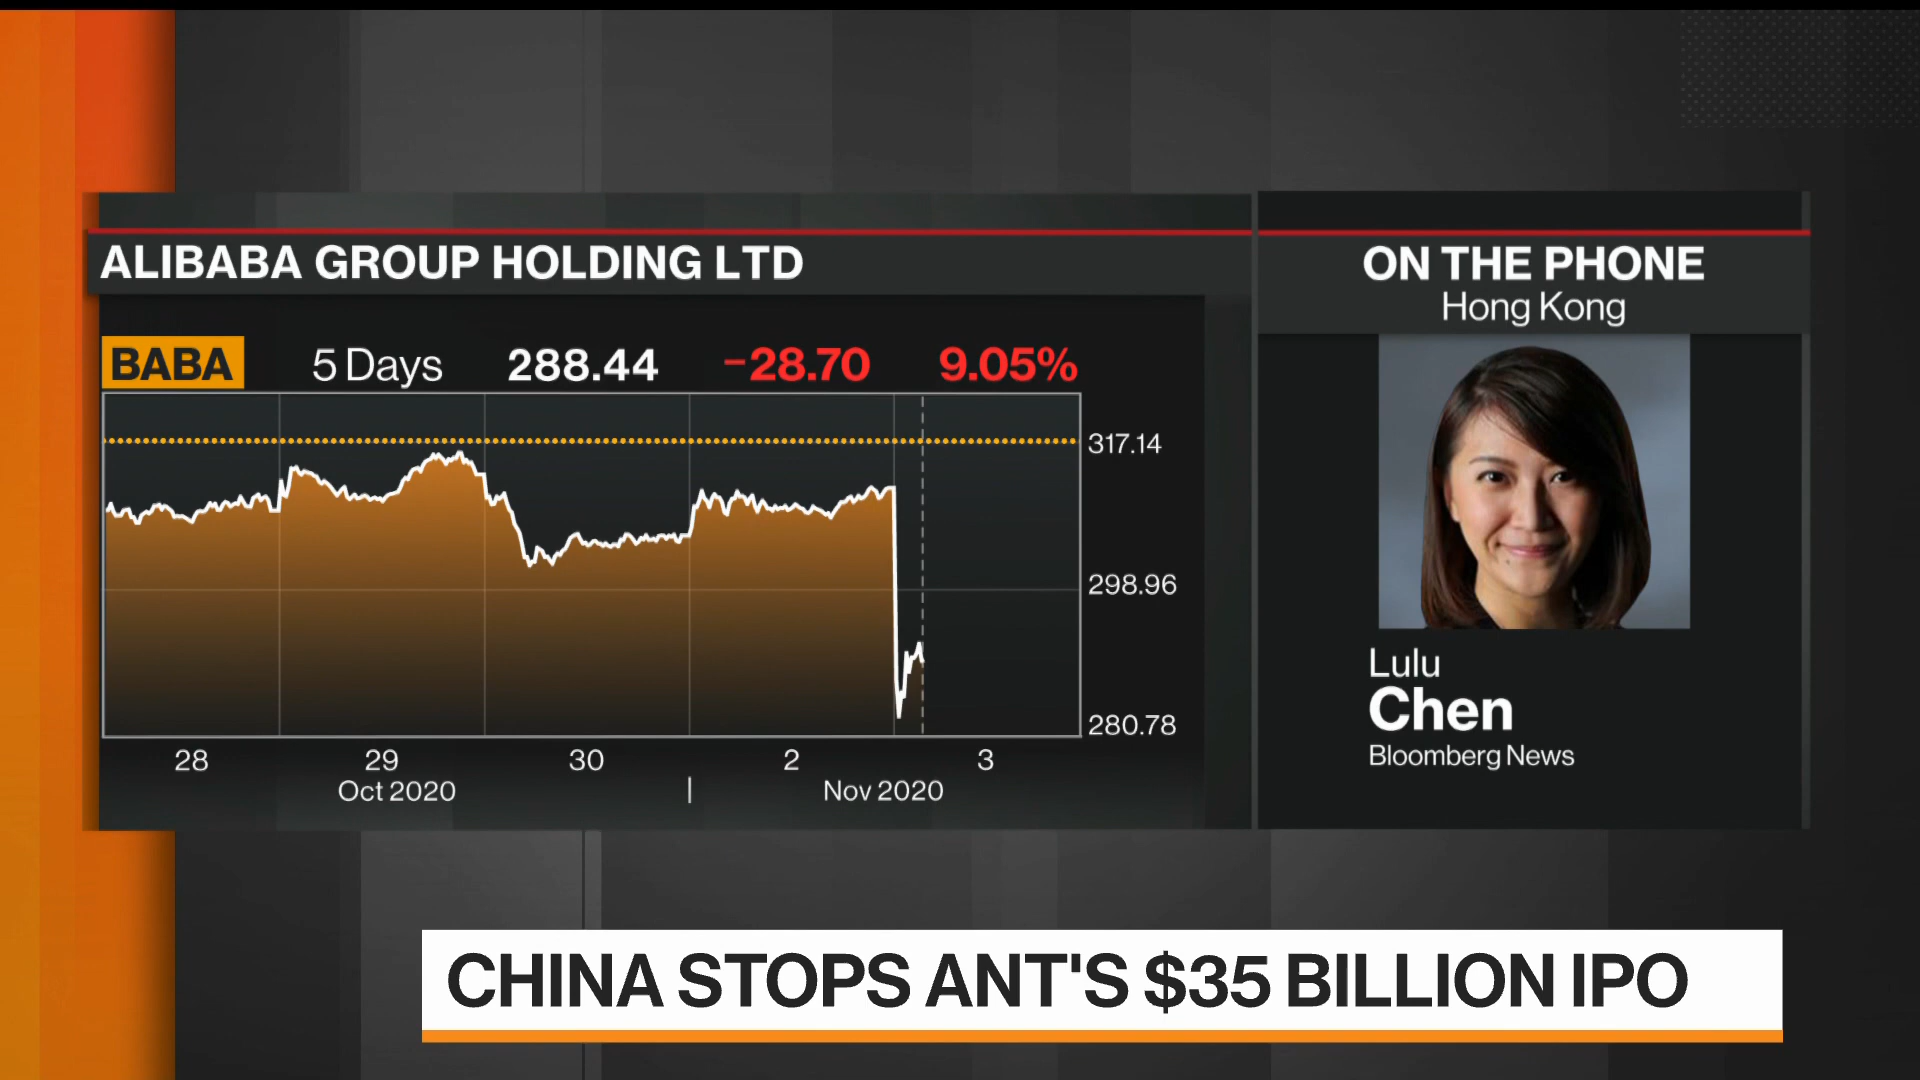 ALIBABA GROUP HOLDING LTD
BABA 5 Days 288.44 -28.70 9.05%
317.14
298.96
280.78
28 29 30 2 3
Oct 2020 Nov 2020
ON THE PHONE
Hong Kong
Lulu
Chen
Bloomberg News
CHINA STOPS ANT'S $35 BILLION IPO